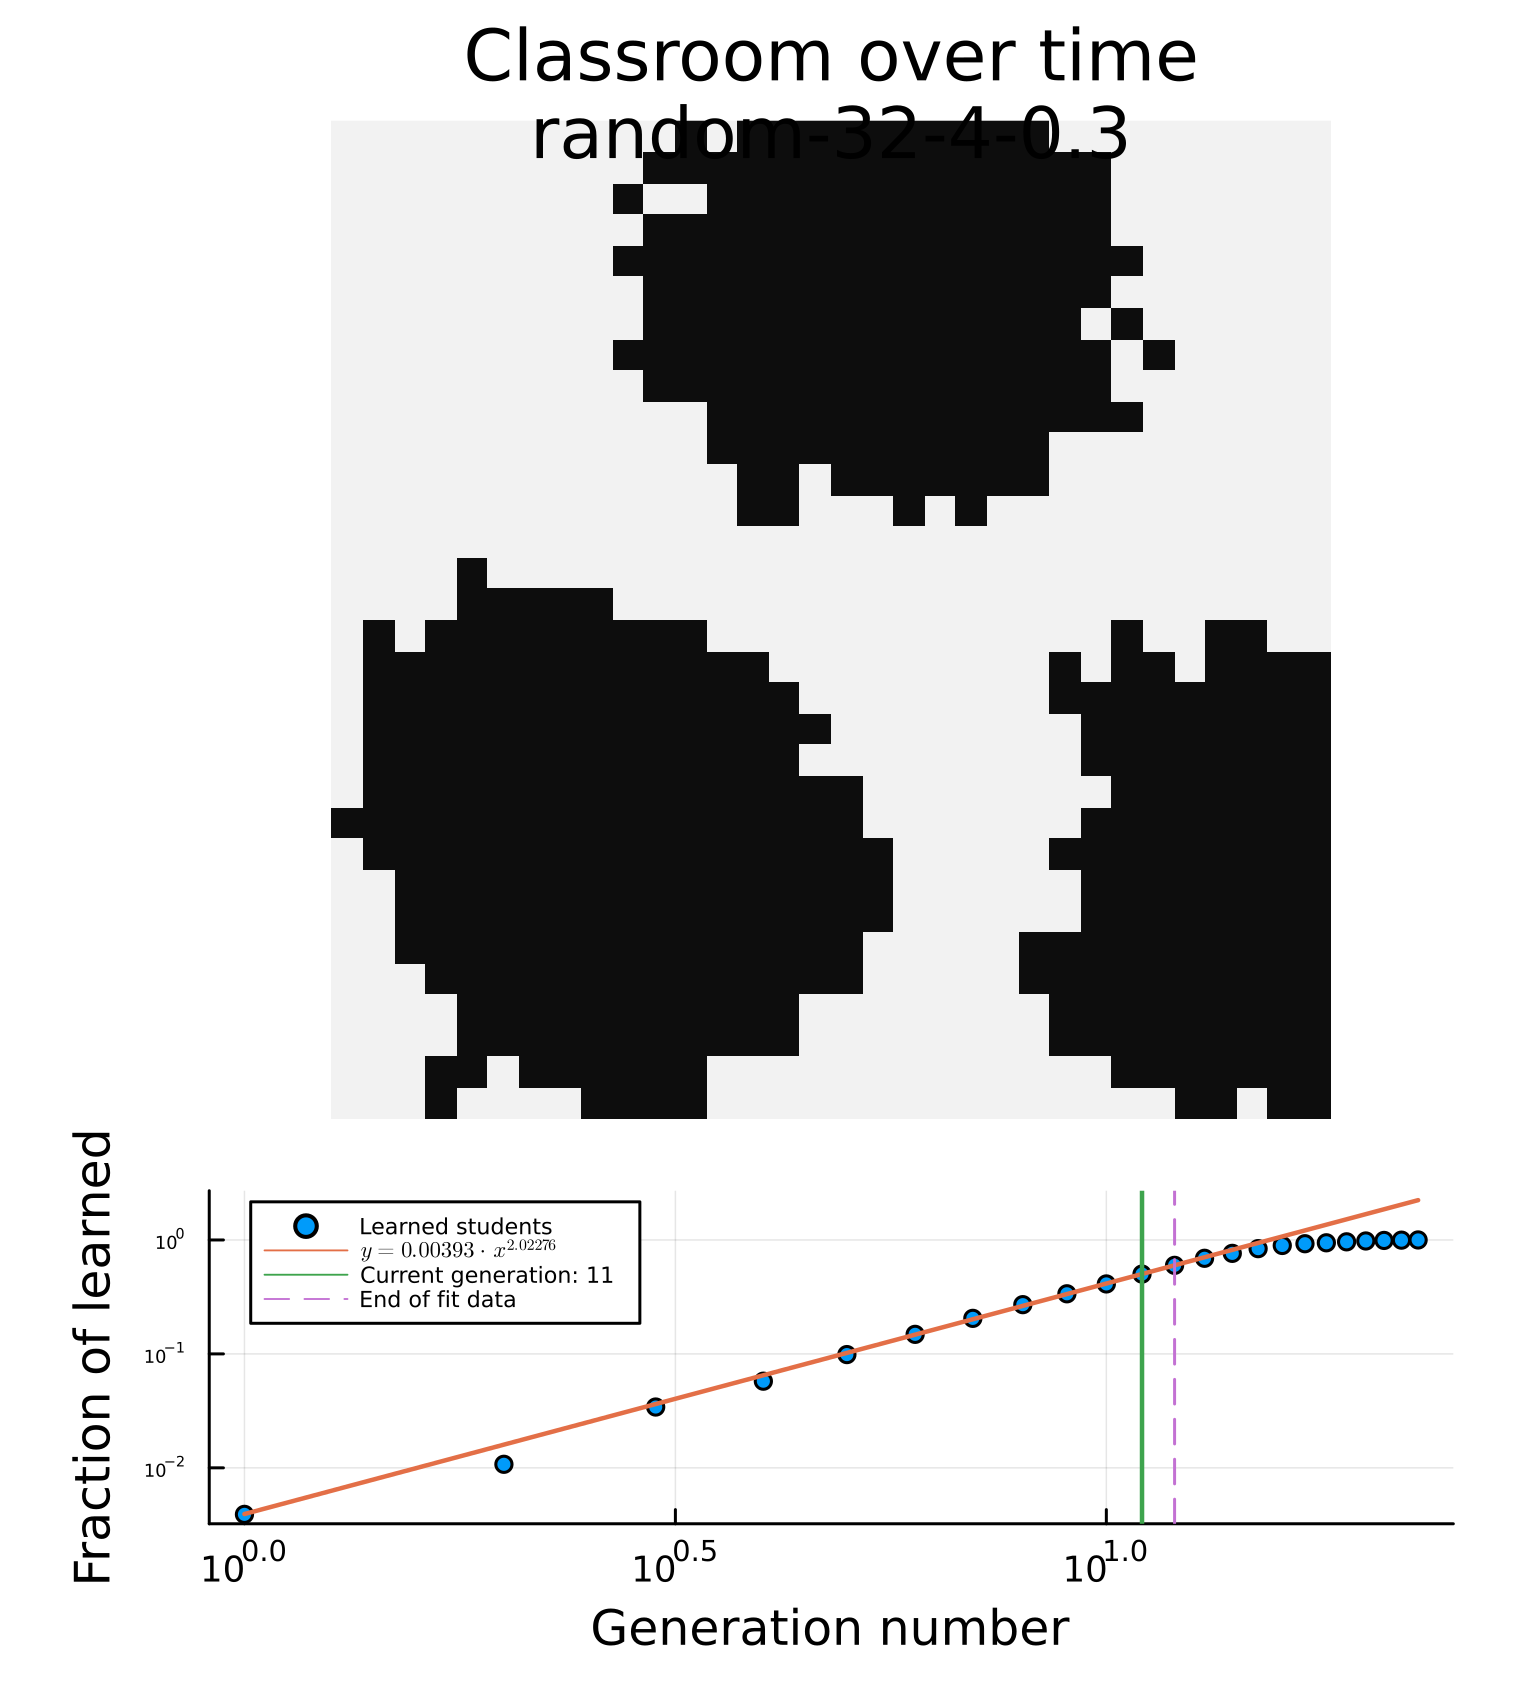 Classroom over time
random-32-4-0.3
Fraction of learned
10⁰
10⁻¹
10⁻²
Learned students
y = 0.00393 · x^2.02276
Current generation: 11
End of fit data
10^0.0
10^0.5
10^1.0
Generation number